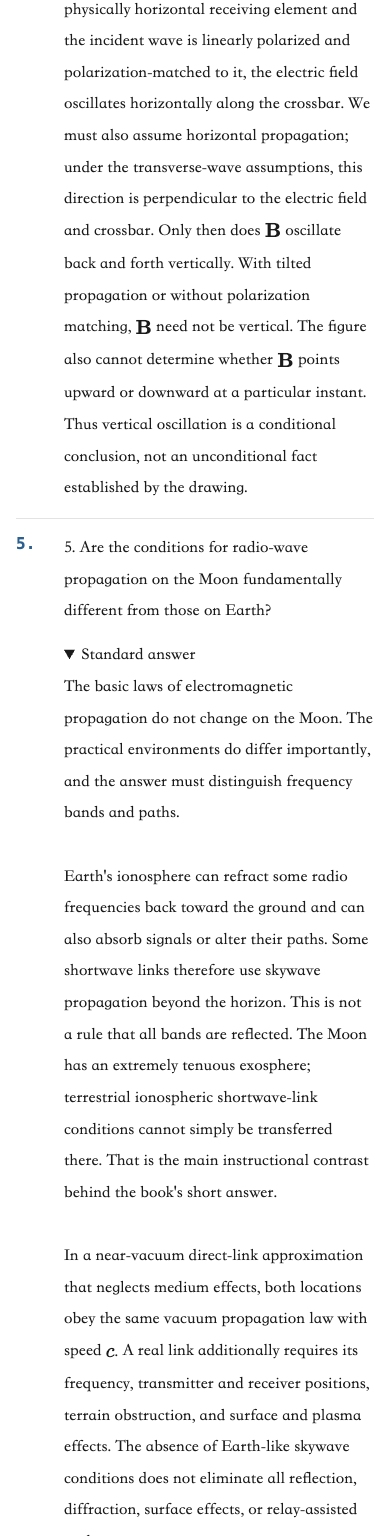 physically horizontal receiving element and
the incident wave is linearly polarized and
polarization-matched to it, the electric field
oscillates horizontally along the crossbar. We
must also assume horizontal propagation;
under the transverse-wave assumptions, this
direction is perpendicular to the electric field
and crossbar. Only then does B oscillate
back and forth vertically. With tilted
propagation or without polarization
matching, B need not be vertical. The figure
also cannot determine whether B points
upward or downward at a particular instant.
Thus vertical oscillation is a conditional
conclusion, not an unconditional fact
established by the drawing.
5. 5. Are the conditions for radio-wave
propagation on the Moon fundamentally
different from those on Earth?
▼ Standard answer
The basic laws of electromagnetic
propagation do not change on the Moon. The
practical environments do differ importantly,
and the answer must distinguish frequency
bands and paths.
Earth's ionosphere can refract some radio
frequencies back toward the ground and can
also absorb signals or alter their paths. Some
shortwave links therefore use skywave
propagation beyond the horizon. This is not
a rule that all bands are reflected. The Moon
has an extremely tenuous exosphere;
terrestrial ionospheric shortwave-link
conditions cannot simply be transferred
there. That is the main instructional contrast
behind the book's short answer.
In a near-vacuum direct-link approximation
that neglects medium effects, both locations
obey the same vacuum propagation law with
speed c. A real link additionally requires its
frequency, transmitter and receiver positions,
terrain obstruction, and surface and plasma
effects. The absence of Earth-like skywave
conditions does not eliminate all reflection,
diffraction, surface effects, or relay-assisted